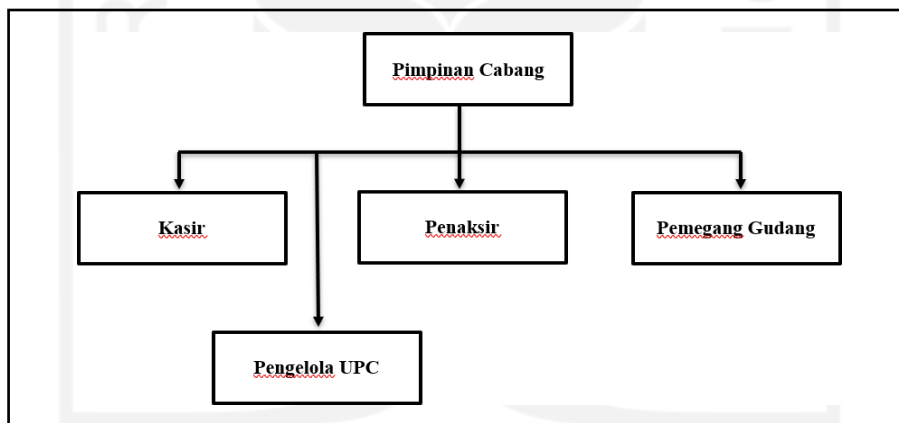 Pimpinan Cabang
Kasir
Penaksir
Pemegang Gudang
Pengelola UPC